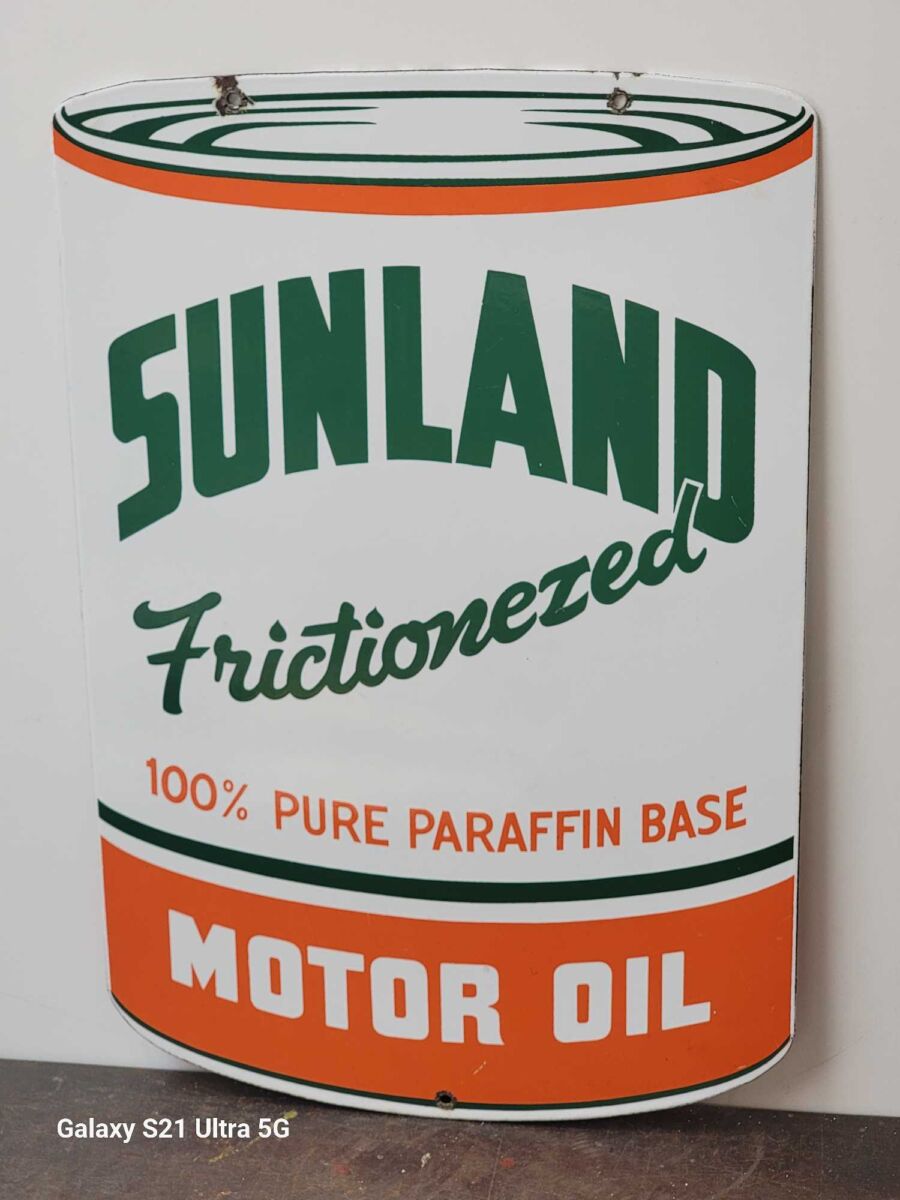 SUNLAND
Frictionezed
100% PURE PARAFFIN BASE
MOTOR OIL
Galaxy S21 Ultra 5G